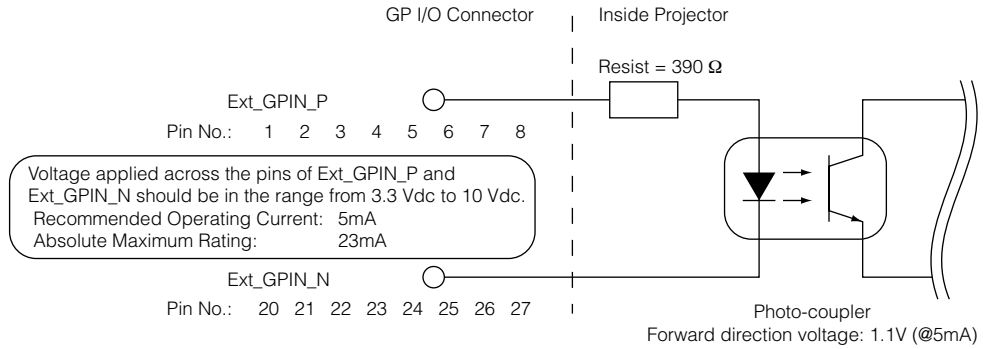 GP I/O Connector
Inside Projector
Resist = 390 Ω
Ext_GPIN_P
Pin No.: 1 2 3 4 5 6 7 8
Voltage applied across the pins of Ext_GPIN_P and
Ext_GPIN_N should be in the range from 3.3 Vdc to 10 Vdc.
Recommended Operating Current: 5mA
Absolute Maximum Rating: 23mA
Ext_GPIN_N
Pin No.: 20 21 22 23 24 25 26 27
Photo-coupler
Forward direction voltage: 1.1V (@5mA)